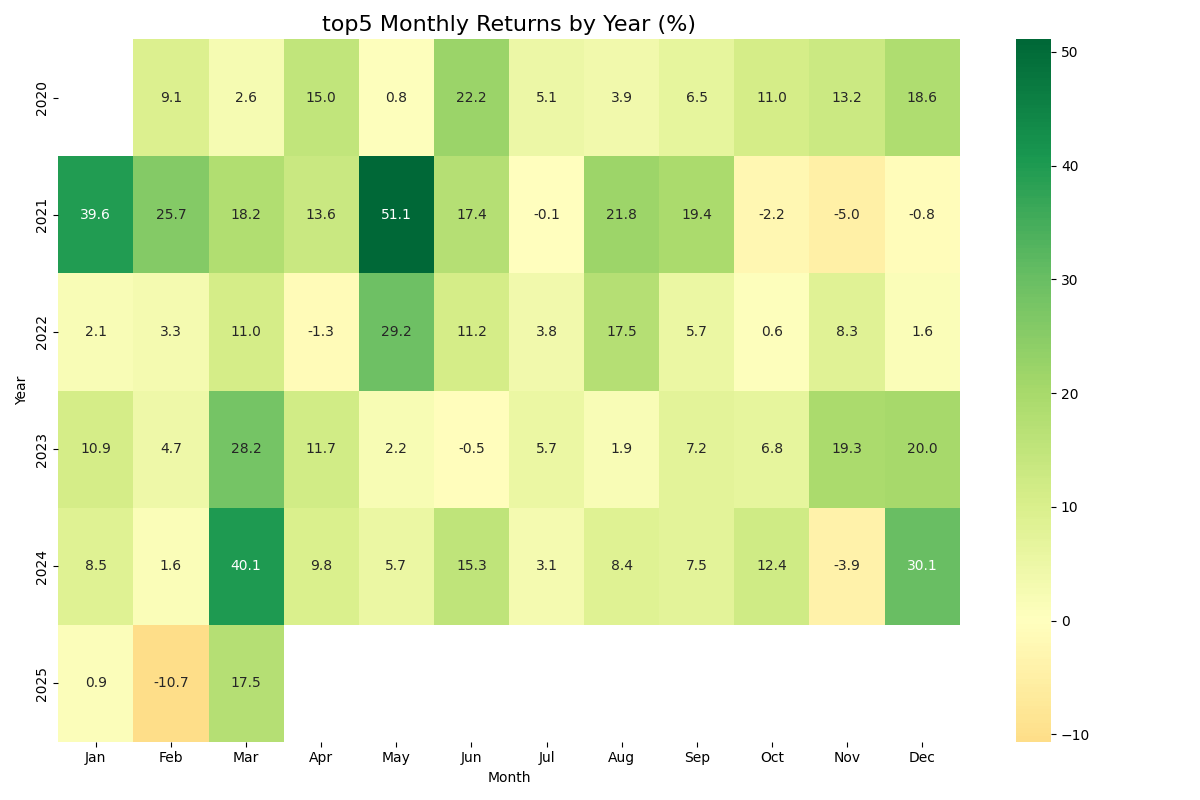 top5 Monthly Returns by Year (%)
2020 9.1 2.6 15.0 0.8 22.2 5.1 3.9 6.5 11.0 13.2 18.6
2021 39.6 25.7 18.2 13.6 51.1 17.4 -0.1 21.8 19.4 -2.2 -5.0 -0.8
2022 2.1 3.3 11.0 -1.3 29.2 11.2 3.8 17.5 5.7 0.6 8.3 1.6
Year
2023 10.9 4.7 28.2 11.7 2.2 -0.5 5.7 1.9 7.2 6.8 19.3 20.0
2024 8.5 1.6 40.1 9.8 5.7 15.3 3.1 8.4 7.5 12.4 -3.9 30.1
2025 0.9 -10.7 17.5
Jan Feb Mar Apr May Jun Jul Aug Sep Oct Nov Dec
Month
50
40
30
20
10
0
−10